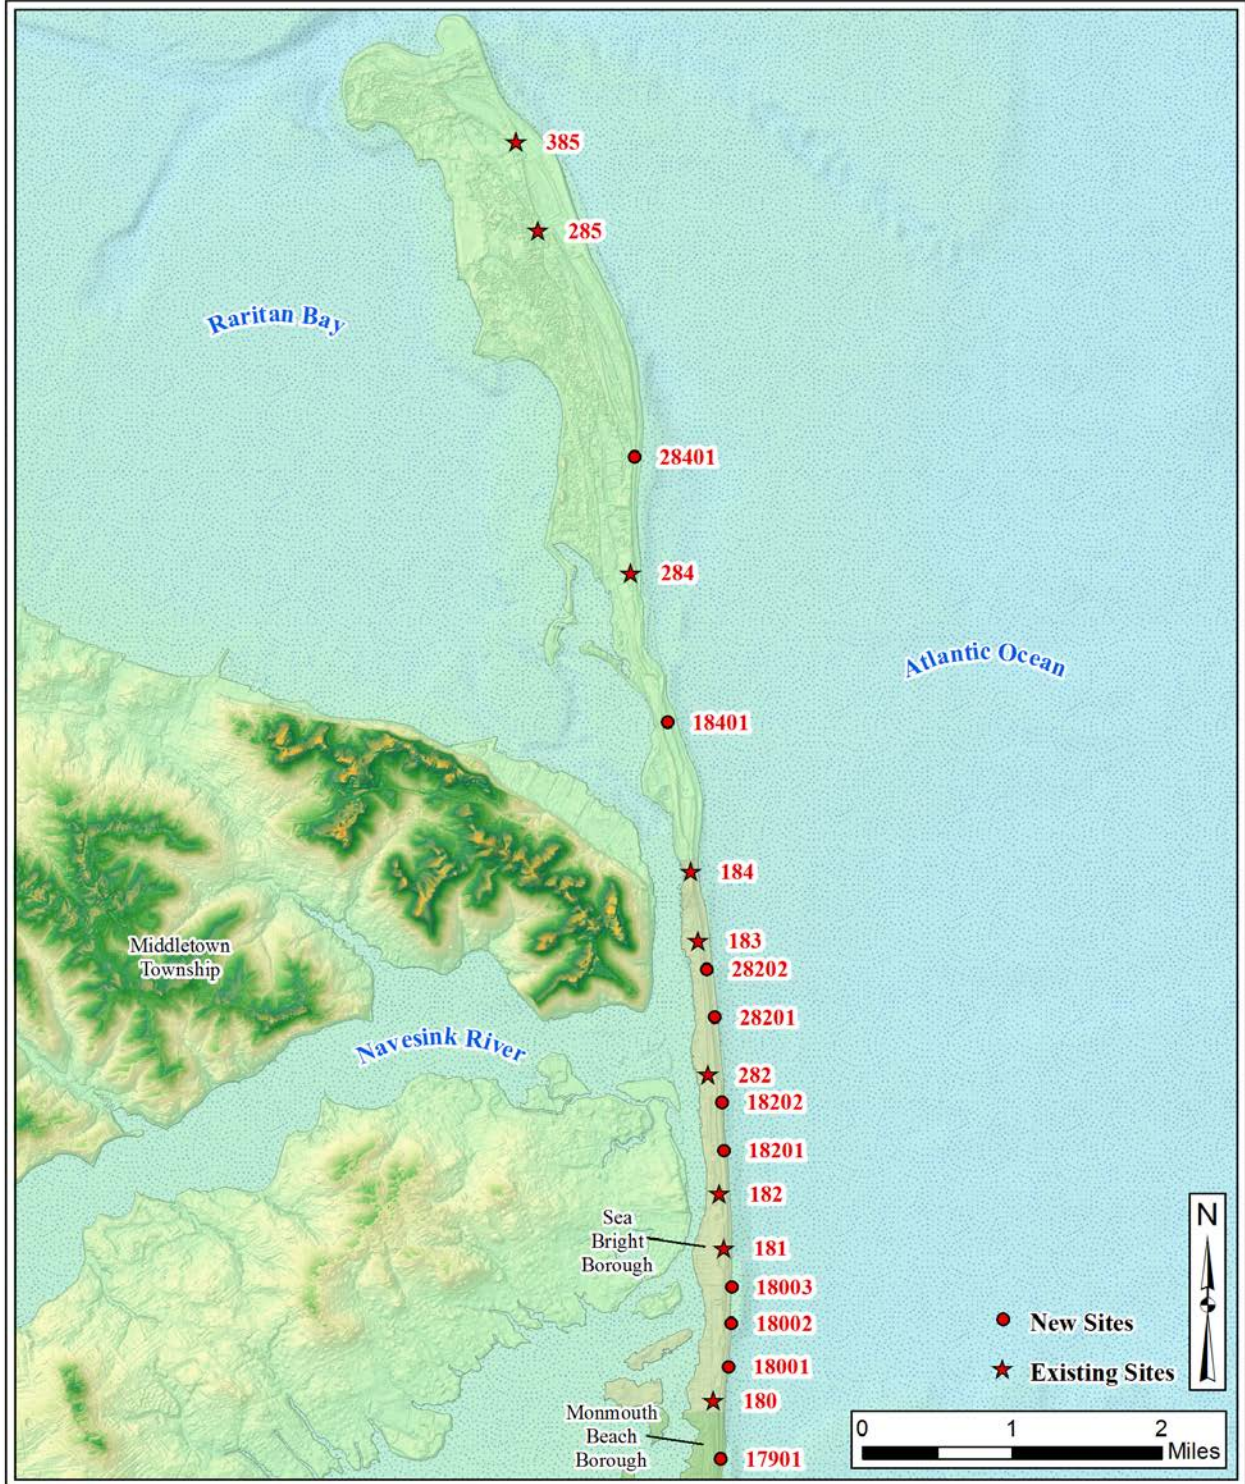 385
285
Raritan Bay
28401
284
Atlantic Ocean
18401
184
183
Middletown
Township
28202
28201
Navesink River
282
18202
18201
182
Sea
Bright
Borough
181
18003
18002
18001
180
Monmouth
Beach
Borough
17901
N
New Sites
Existing Sites
0 1 2
Miles